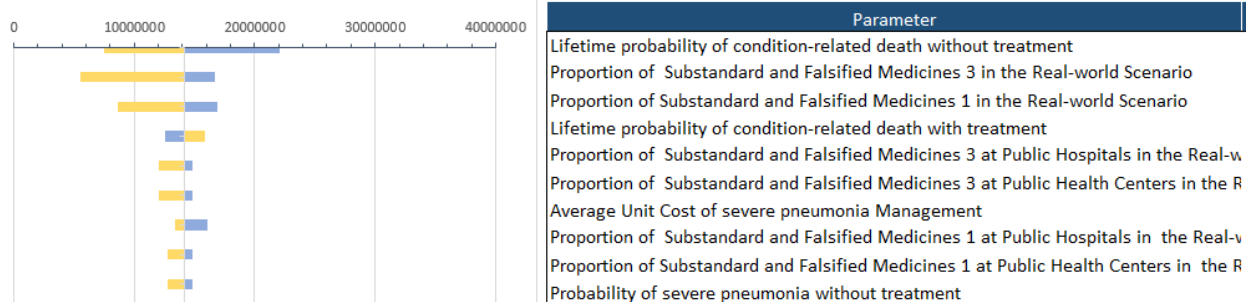 0 10000000 20000000 30000000 40000000
Parameter
Lifetime probability of condition-related death without treatment
Proportion of Substandard and Falsified Medicines 3 in the Real-world Scenario
Proportion of Substandard and Falsified Medicines 1 in the Real-world Scenario
Lifetime probability of condition-related death with treatment
Proportion of Substandard and Falsified Medicines 3 at Public Hospitals in the Real-w
Proportion of Substandard and Falsified Medicines 3 at Public Health Centers in the R
Average Unit Cost of severe pneumonia Management
Proportion of Substandard and Falsified Medicines 1 at Public Hospitals in the Real-w
Proportion of Substandard and Falsified Medicines 1 at Public Health Centers in the R
Probability of severe pneumonia without treatment